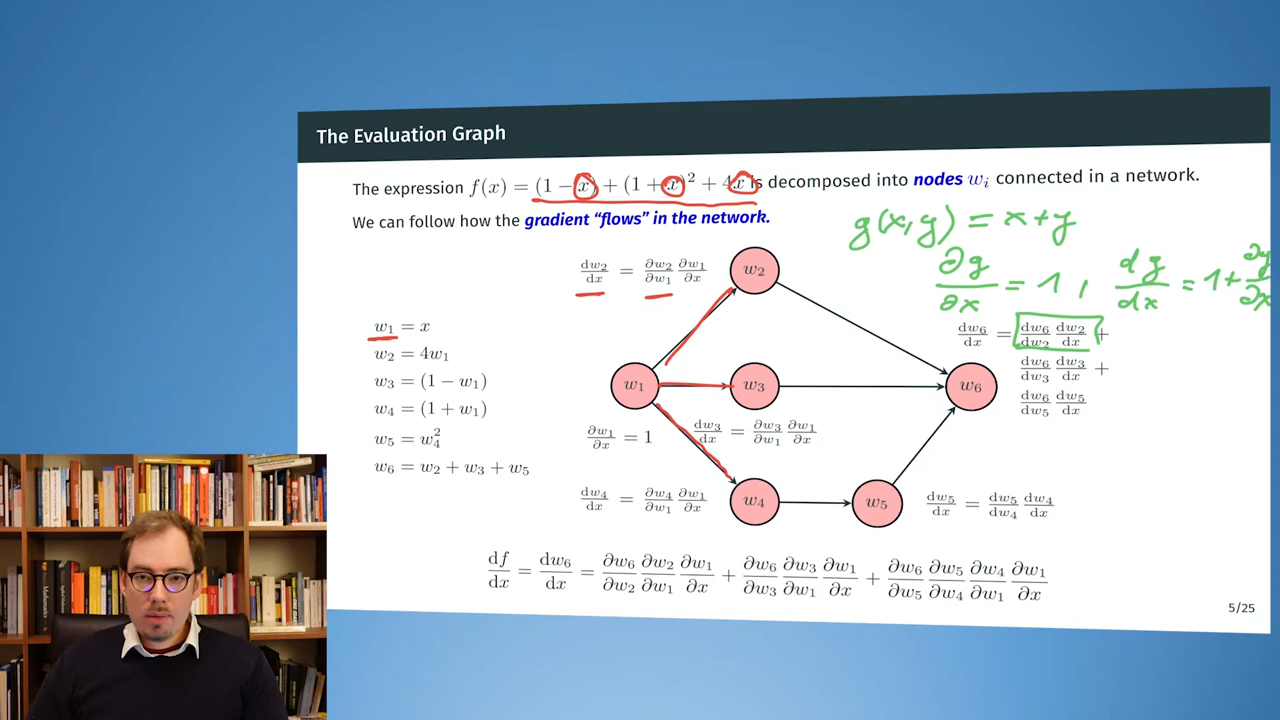 The Evaluation Graph
The expression f(x) = (1 − x) + (1 + x)² + 4x is decomposed into nodes wᵢ connected in a network.
We can follow how the gradient “flows” in the network.
g(x,y) = x+y
∂g/∂x = 1 , dg/dx = 1 + ∂y/∂x
dw₂/dx = ∂w₂/∂w₁ ∂w₁/∂x
w₂
w₁ = x
w₂ = 4w₁
w₃ = (1 − w₁)
w₄ = (1 + w₁)
w₅ = w₄²
w₆ = w₂ + w₃ + w₅
w₁
w₃
w₆
dw₆/dx = dw₆/dw₂ dw₂/dx +
dw₆/dw₃ dw₃/dx +
dw₆/dw₅ dw₅/dx
∂w₁/∂x = 1
dw₃/dx = ∂w₃/∂w₁ ∂w₁/∂x
dw₄/dx = ∂w₄/∂w₁ ∂w₁/∂x
w₄
w₅
dw₅/dx = dw₅/dw₄ dw₄/dx
df/dx = dw₆/dx = ∂w₆/∂w₂ ∂w₂/∂w₁ ∂w₁/∂x + ∂w₆/∂w₃ ∂w₃/∂w₁ ∂w₁/∂x + ∂w₆/∂w₅ ∂w₅/∂w₄ ∂w₄/∂w₁ ∂w₁/∂x
5/25